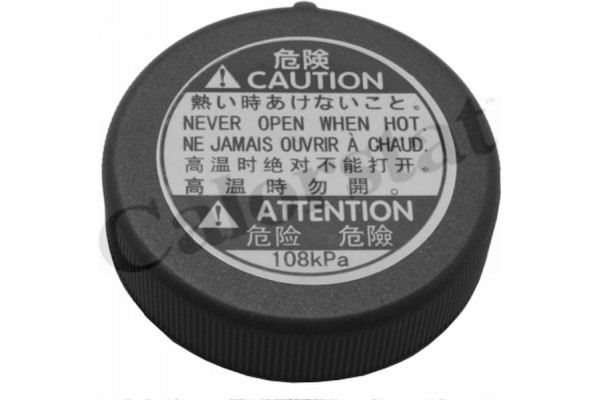 危険
CAUTION
熱い時あけないこと。
NEVER OPEN WHEN HOT.
NE JAMAIS OUVRIR À CHAUD.
高温时绝对不能打开。
高温時勿開。
ATTENTION
危险 危險
108kPa
Calorstat